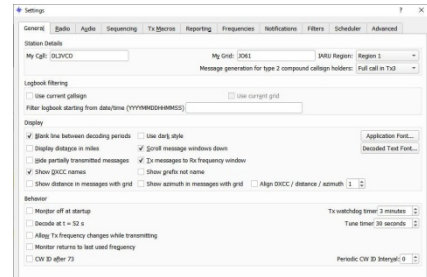 Settings
? ×
General Radio Audio Sequencing Tx Macros Reporting Frequencies Notifications Filters Scheduler Advanced
Station Details
My Call: DL3VCO My Grid: JO61 IARU Region: Region 1
Message generation for type 2 compound callsign holders: Full call in Tx3
Logbook filtering
Use current callsign Use current grid
Filter logbook starting from date/time (YYYYMMDDHHMMSS)
Display
Blank line between decoding periods Use dark style Application Font...
Display distance in miles Scroll message windows down Decoded Text Font...
Hide partially transmitted messages Tx messages to Rx frequency window
Show DXCC names Show prefix not name
Show distance in messages with grid Show azimuth in messages with grid Align DXCC / distance / azimuth 1
Behavior
Monitor off at startup Tx watchdog timer 3 minutes
Decode at t = 52 s Tune timer 30 seconds
Allow Tx frequency changes while transmitting
Monitor returns to last used frequency
CW ID after 73 Periodic CW ID Interval: 0